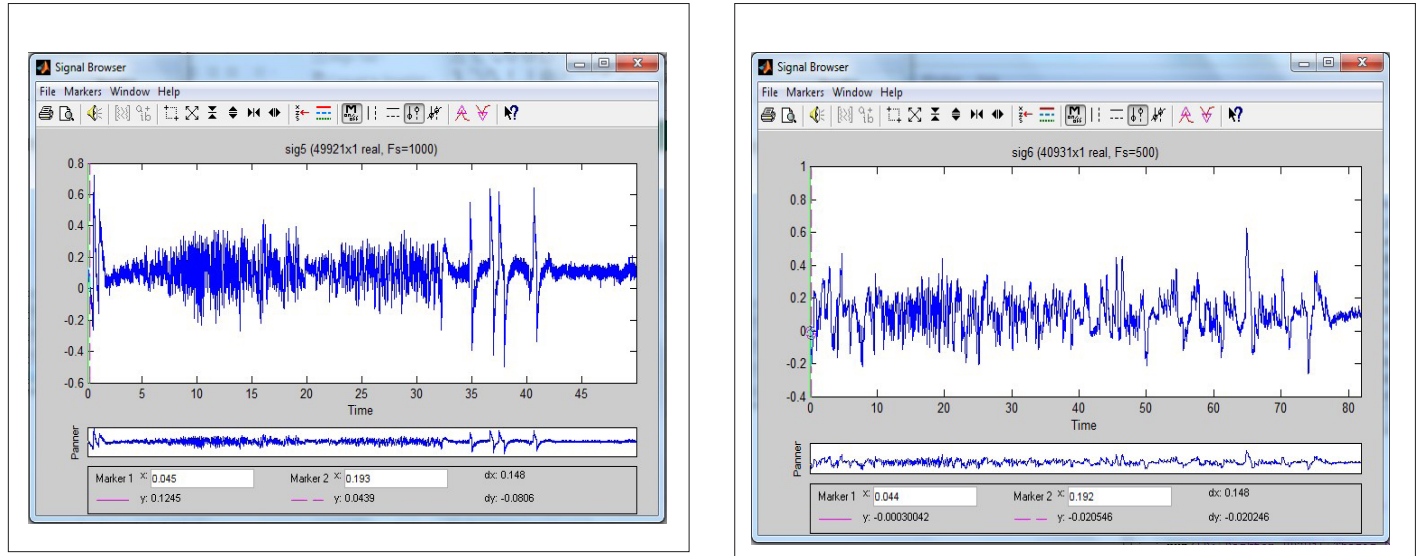 Signal Browser
File Markers Window Help
sig5 (49921x1 real, Fs=1000)
0.8
0.6
0.4
0.2
0
-0.2
-0.4
-0.6
0 5 10 15 20 25 30 35 40 45
Time
Panner
Marker 1 x: 0.045 Marker 2 x: 0.193 dx: 0.148
y: 0.1245 y: 0.0439 dy: -0.0806
Signal Browser
File Markers Window Help
sig6 (40931x1 real, Fs=500)
1
0.8
0.6
0.4
0.2
0
-0.2
-0.4
0 10 20 30 40 50 60 70 80
Time
Panner
Marker 1 x: 0.044 Marker 2 x: 0.192 dx: 0.148
y: -0.00030042 y: -0.020546 dy: -0.020246